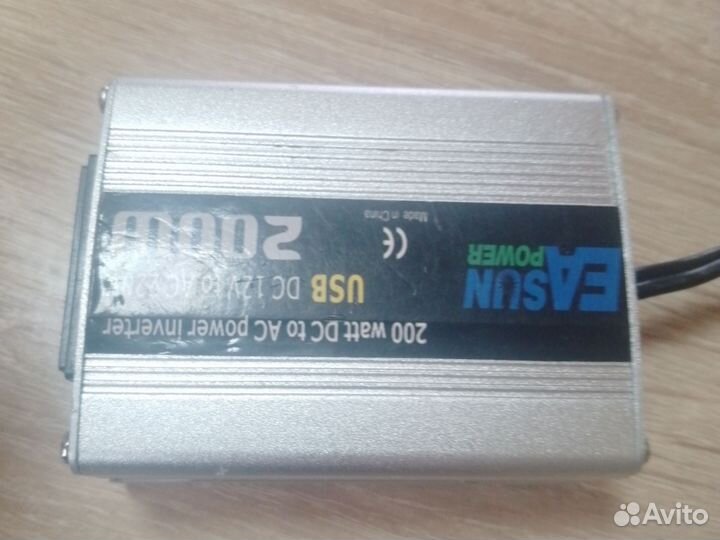 EASUN
POWER
200 watt DC to AC power inverter
USB DC 12V to AC
200W
CE
Made in China
Avito